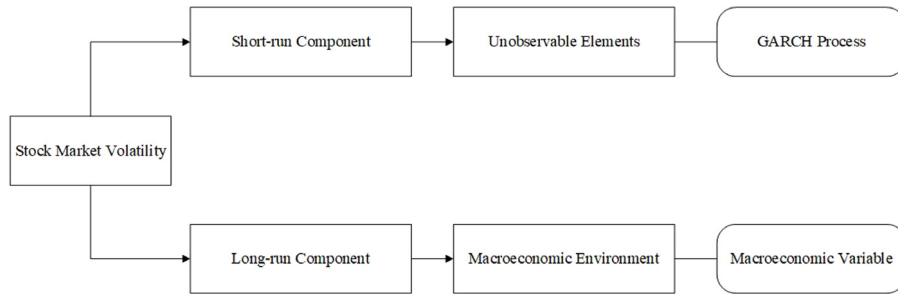 Short-run Component
Unobservable Elements
GARCH Process
Stock Market Volatility
Long-run Component
Macroeconomic Environment
Macroeconomic Variable